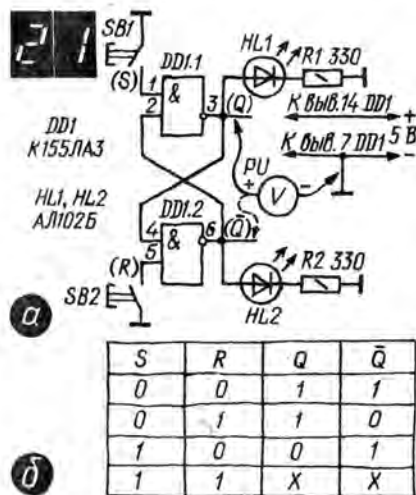 21
SB1
(S)
DD1.1
1
2
&
3
(Q)
HL1
R1 330
К выв.14 DD1
+
5 В
К выв.7 DD1
-
DD1
К155ЛА3
PU
+
V
-
HL1, HL2
АЛ102Б
DD1.2
4
5
&
6
(Q̄)
(R)
SB2
R2 330
HL2
а
S R Q Q̄
0 0 1 1
0 1 1 0
1 0 0 1
1 1 X X
б